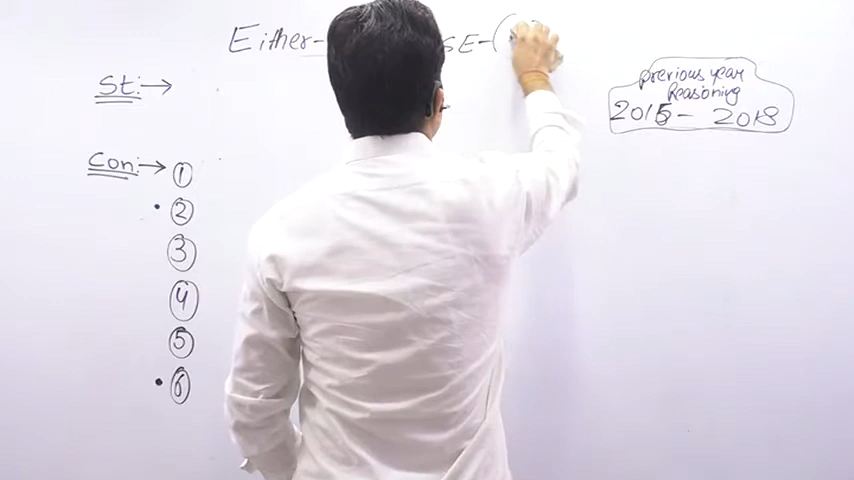 Either- SE-(
St:→
previous year
Reasoning
2015- 2018
Con:→ 1
• 2
3
4
5
• 6